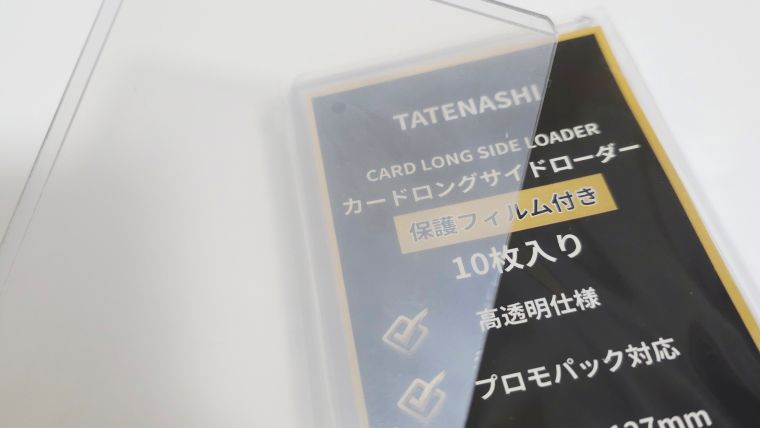 TATENASHI
CARD LONG SIDE LOADER
カードロングサイドローダー
保護フィルム付き
10枚入り
高透明仕様
プロモパック対応